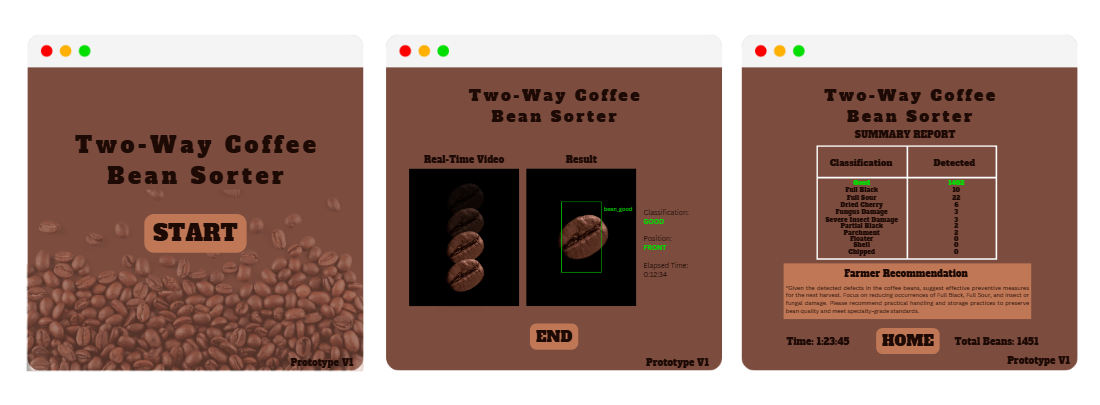 Two-Way Coffee
Bean Sorter
START
Prototype V1
Two-Way Coffee
Bean Sorter
Real-Time Video
Result
bean_good
Classification:
GOOD
Position:
FRONT
Elapsed Time:
0:12:34
END
Prototype V1
Two-Way Coffee
Bean Sorter
SUMMARY REPORT
Classification Detected
Good 1452
Full Black 10
Full Sour 22
Dried Cherry 6
Fungus Damage 3
Severe Insect Damage 3
Partial Black 2
Parchment 2
Floater 0
Shell 0
Chipped 0
Farmer Recommendation
"Given the detected defects in the coffee beans, suggest effective preventive measures
for the next harvest. Focus on reducing occurrences of Full Black, Full Sour, and insect or
fungal damage. Please recommend practical handling and storage practices to preserve
bean quality and meet specialty-grade standards.
Time: 1:23:45
HOME
Total Beans: 1451
Prototype V1